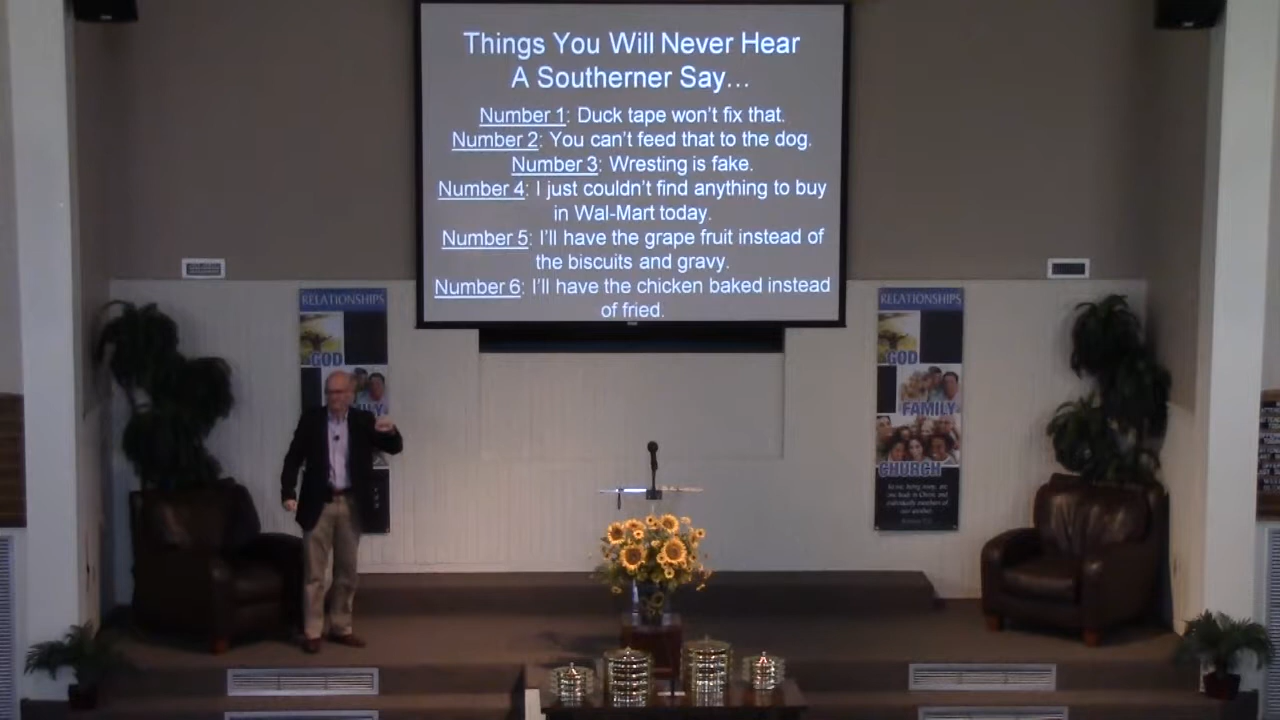 Things You Will Never Hear
A Southerner Say…
Number 1: Duck tape won't fix that.
Number 2: You can't feed that to the dog.
Number 3: Wresting is fake.
Number 4: I just couldn't find anything to buy
in Wal-Mart today.
Number 5: I'll have the grape fruit instead of
the biscuits and gravy.
Number 6: I'll have the chicken baked instead
of fried.
RELATIONSHIPS
GOD
RELATIONSHIPS
GOD
FAMILY
CHURCH